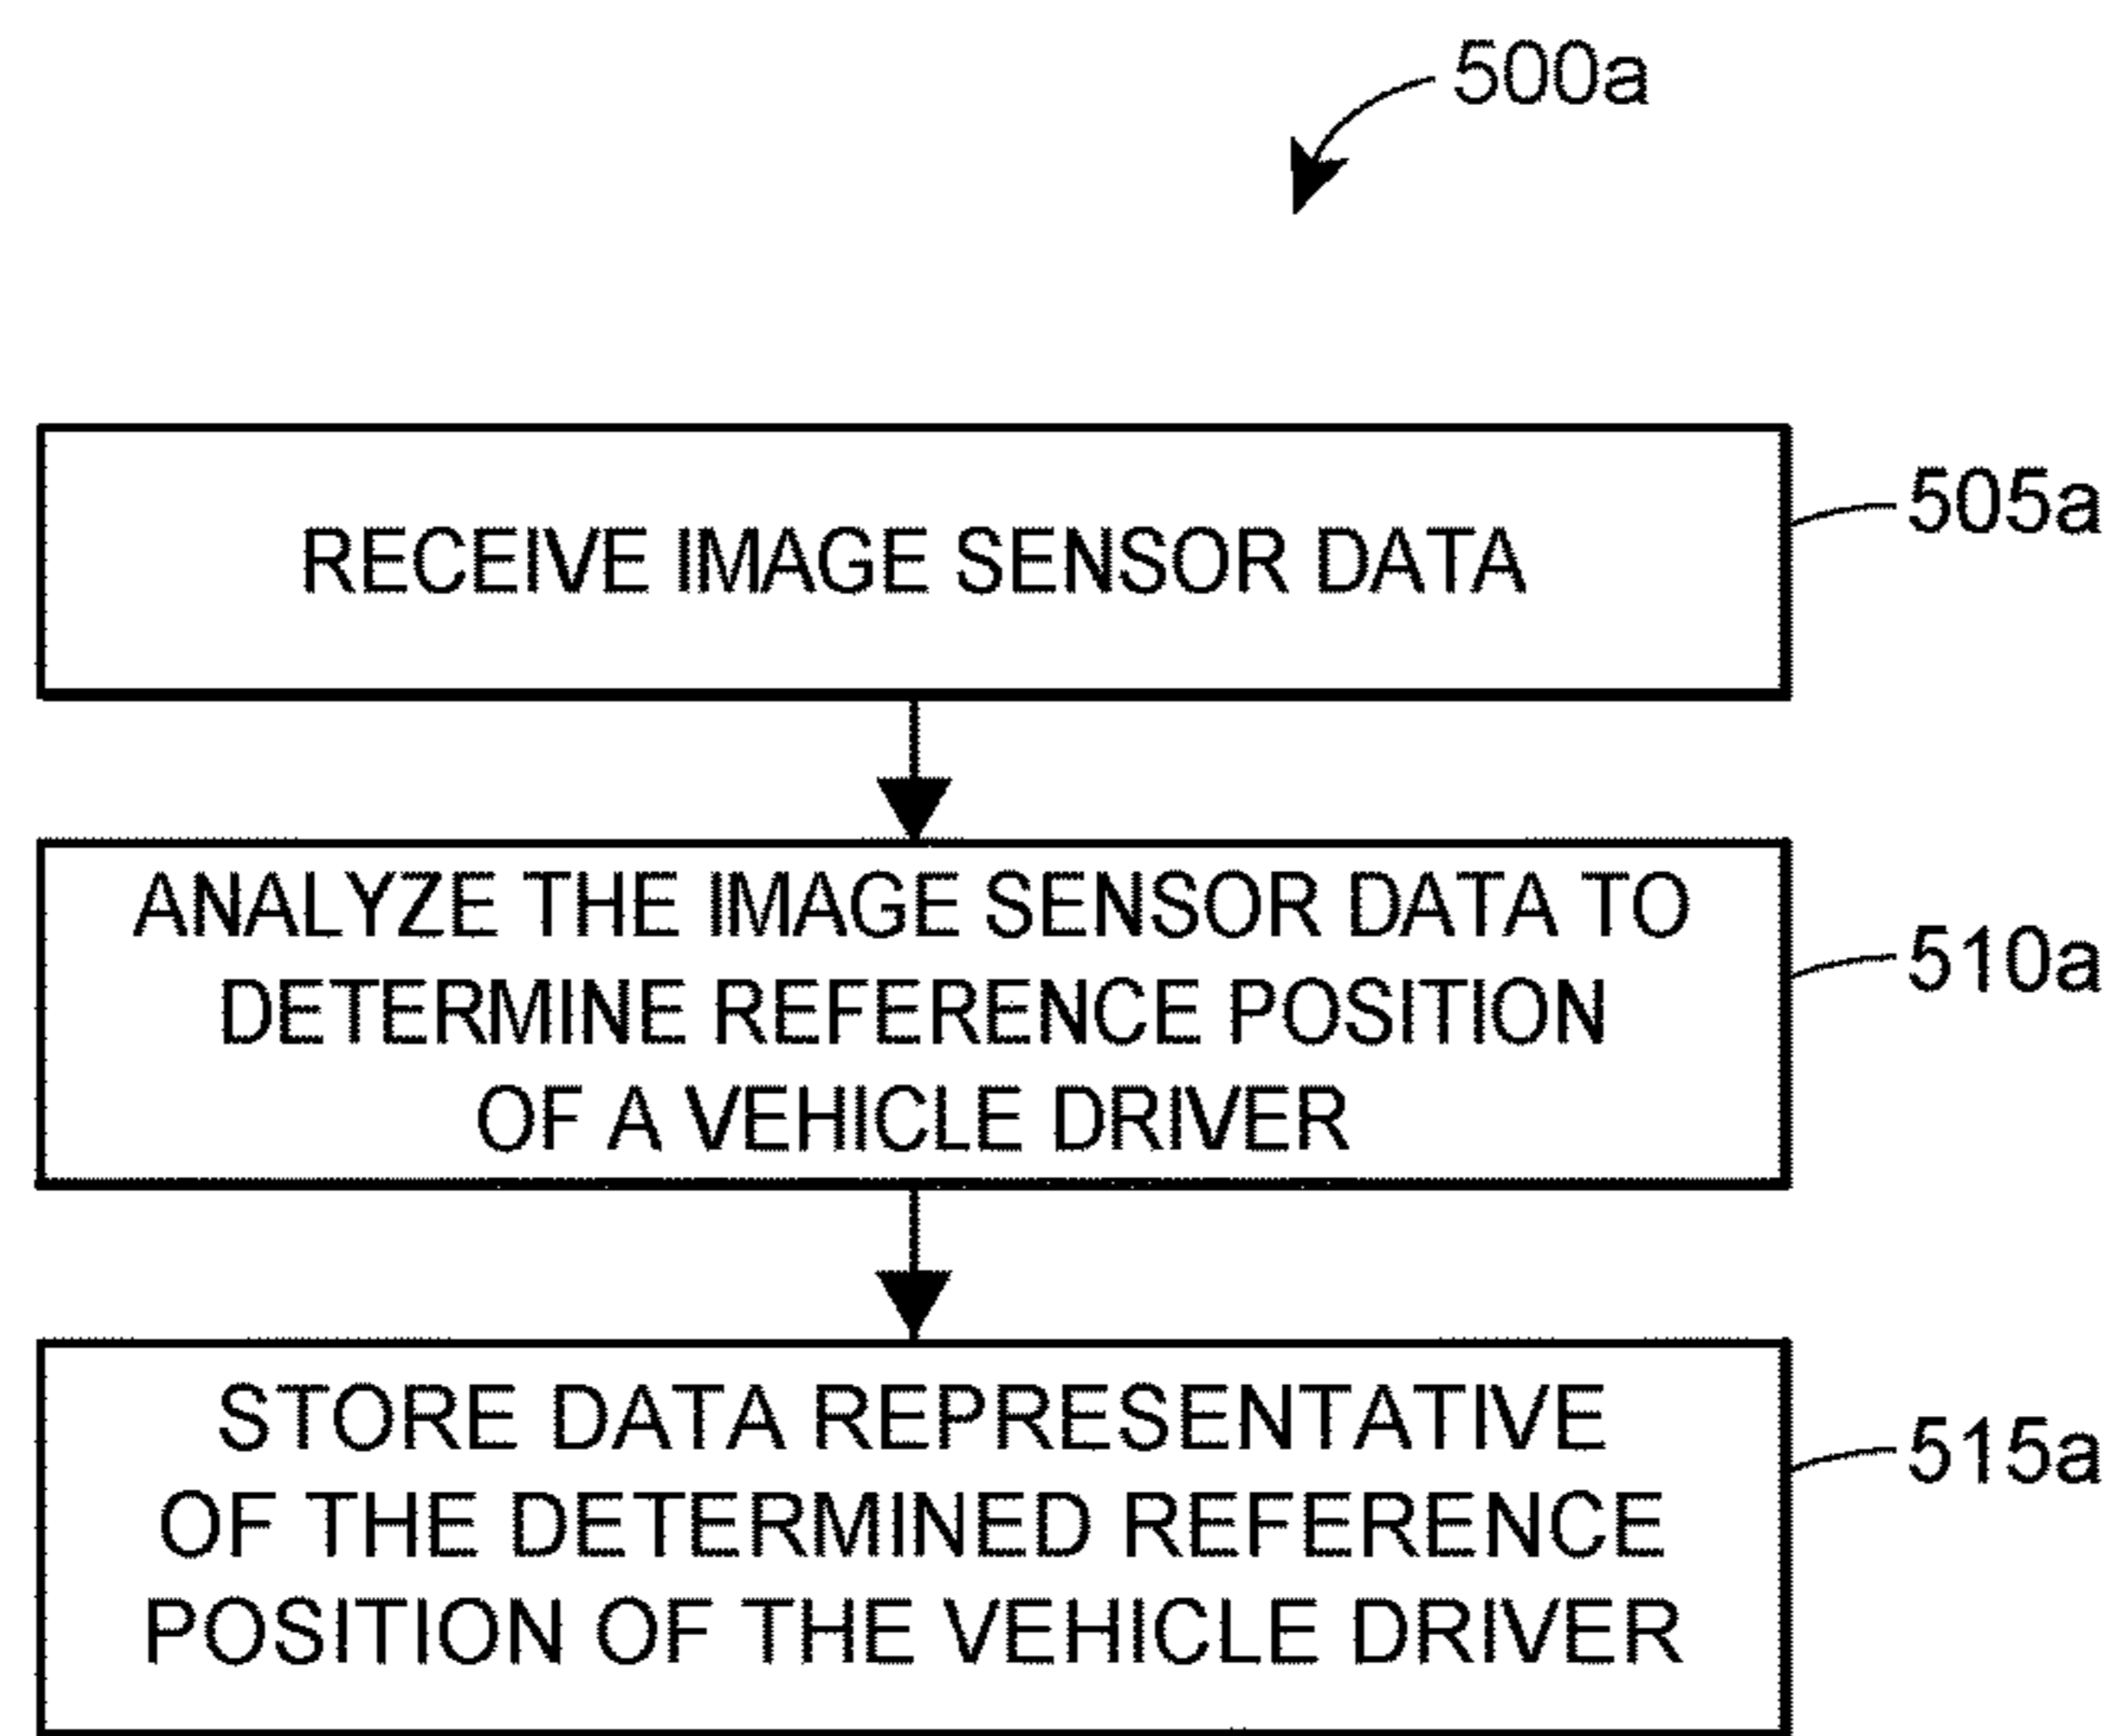 500a
RECEIVE IMAGE SENSOR DATA
505a
ANALYZE THE IMAGE SENSOR DATA TO
DETERMINE REFERENCE POSITION
OF A VEHICLE DRIVER
510a
STORE DATA REPRESENTATIVE
OF THE DETERMINED REFERENCE
POSITION OF THE VEHICLE DRIVER
515a